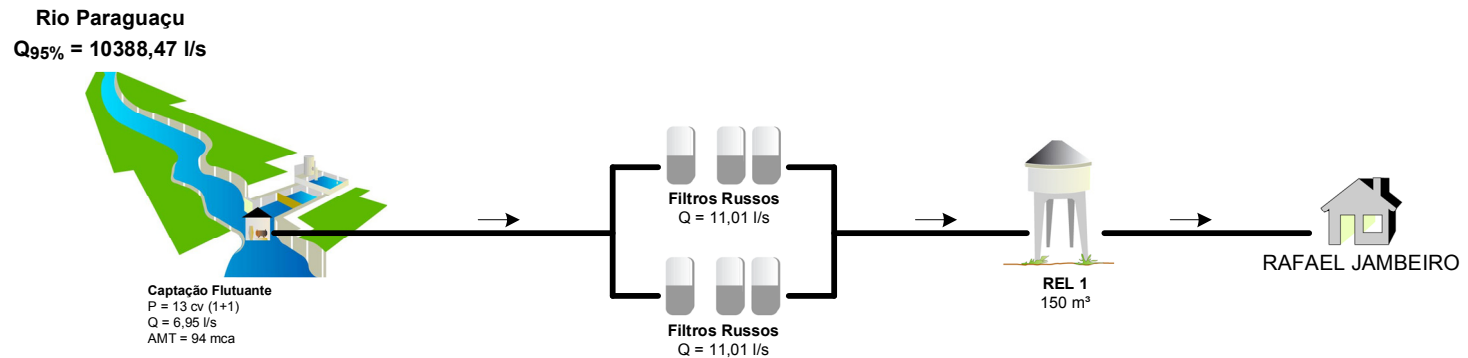 Rio Paraguaçu
Q95% = 10388,47 l/s
Captação Flutuante
P = 13 cv (1+1)
Q = 6,95 l/s
AMT = 94 mca
Filtros Russos
Q = 11,01 l/s
Filtros Russos
Q = 11,01 l/s
REL 1
150 m³
RAFAEL JAMBEIRO